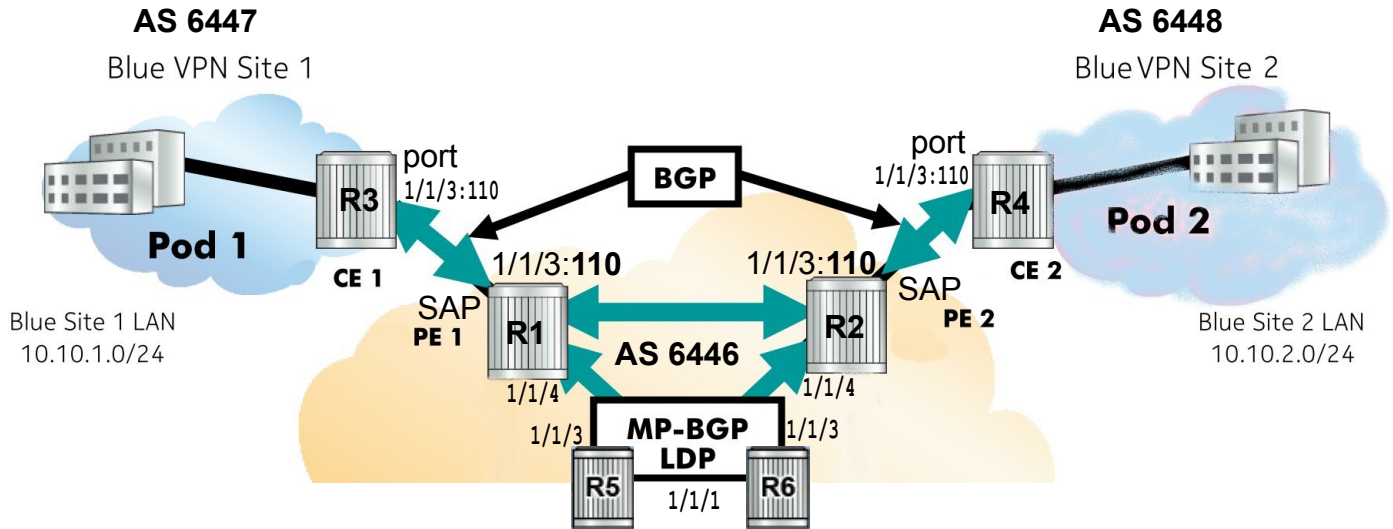 AS 6447
AS 6448
Blue VPN Site 1
Blue VPN Site 2
port
1/1/3:110
BGP
port
1/1/3:110
R3
R4
Pod 1
Pod 2
CE 1
CE 2
1/1/3:110
1/1/3:110
SAP
SAP
PE 1
PE 2
R1
R2
Blue Site 1 LAN
10.10.1.0/24
Blue Site 2 LAN
10.10.2.0/24
AS 6446
1/1/4
1/1/4
1/1/3
MP-BGP
LDP
1/1/3
R5
R6
1/1/1